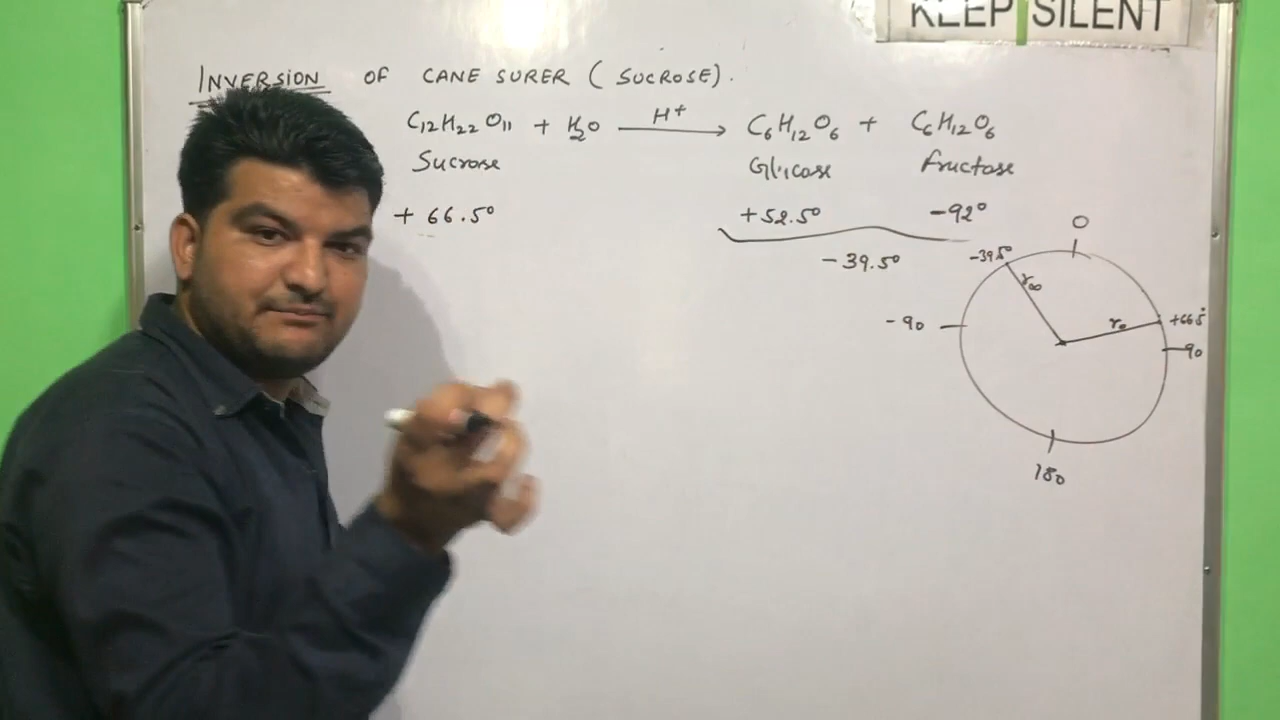 KEEP SILENT
INVERSION OF CANE SURER (SUCROSE).
C12H22O11 + H2O H+ → C6H12O6 + C6H12O6
Sucrose Glucose Fructose
+ 66.5° +52.5° -92°
-39.5°
0
-39.5°
r∞
r₀
+66.5
-90
90
180